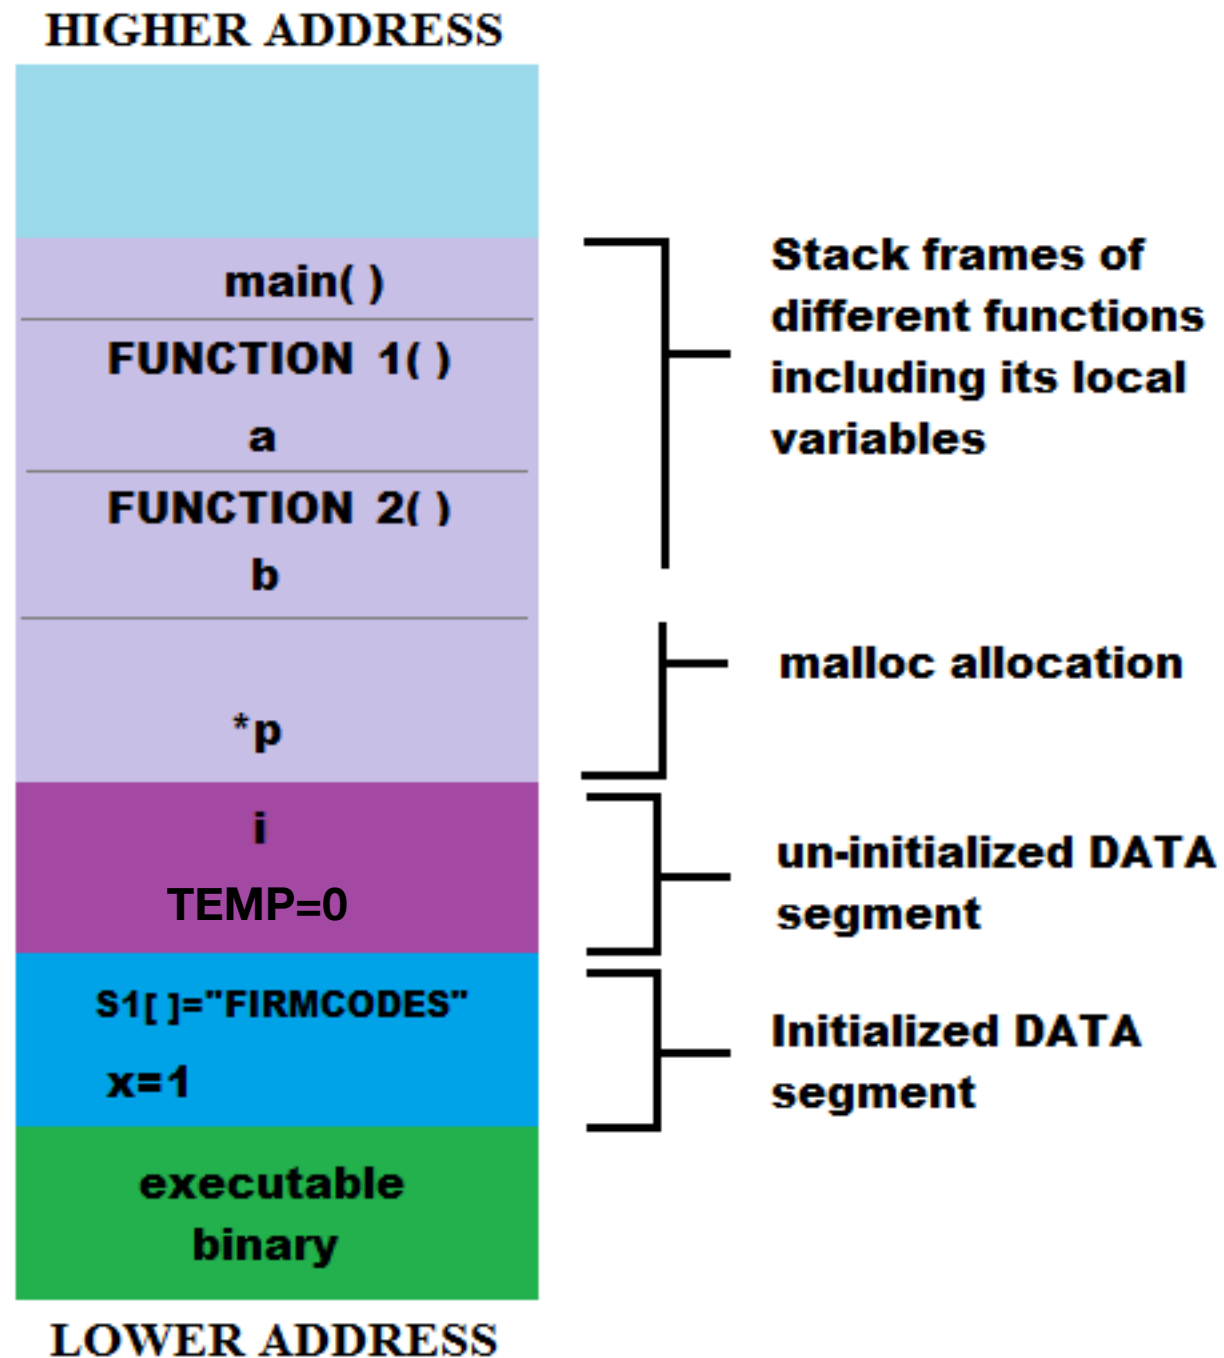 HIGHER ADDRESS
main( )
FUNCTION 1( )
a
FUNCTION 2( )
b
*p
i
TEMP=0
S1[ ]="FIRMCODES"
x=1
executable
binary
LOWER ADDRESS
Stack frames of
different functions
including its local
variables
malloc allocation
un-initialized DATA
segment
Initialized DATA
segment